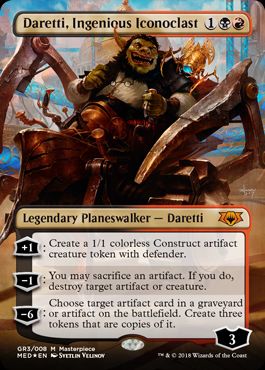 Daretti, Ingenious Iconoclast 1
Legendary Planeswalker — Daretti
+1 : Create a 1/1 colorless Construct artifact
creature token with defender.
−1 : You may sacrifice an artifact. If you do,
destroy target artifact or creature.
Choose target artifact card in a graveyard
−6 : or artifact on the battlefield. Create three
tokens that are copies of it.
3
GR3/008 M Masterpiece
MED ★ EN SVETLIN VELINOV
™ & © 2018 Wizards of the Coast